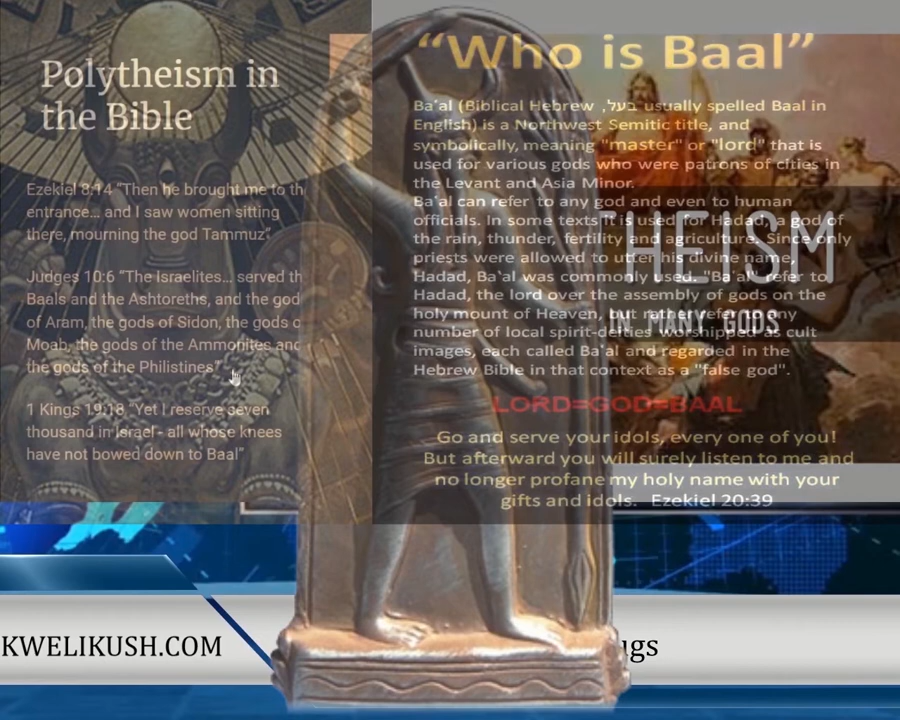 Polytheism in
the Bible
Ezekiel 8:14 "Then he brought me to th
entrance... and I saw women sitting
there, mourning the god Tammuz"
Judges 10:6 "The Israelites... served th
Baals and the Ashtoreths, and the god
of Aram, the gods of Sidon, the gods o
Moab, the gods of the Ammonites and
the gods of the Philistines"
1 Kings 19:18 "Yet I reserve seven
thousand in Israel - all whose knees
have not bowed down to Baal"
“Who is Baal”
Ba'al (Biblical Hebrew בעל, usually spelled Baal in
English) is a Northwest Semitic title, and
symbolically, meaning "master" or "lord" that is
used for various gods who were patrons of cities in
the Levant and Asia Minor.
Ba'al can refer to any god and even to human
officials. In some texts it is used for Hadad, a god of
the rain, thunder, fertility and agriculture. Since only
priests were allowed to utter his divine name,
Hadad, Ba'al was commonly used. "Ba'al" refer to
Hadad, the lord over the assembly of gods on the
holy mount of Heaven, but rather refer to any
number of local spirit-deities worshipped as cult
images, each called Ba'al and regarded in the
Hebrew Bible in that context as a "false god".
LORD=GOD=BAAL
Go and serve your idols, every one of you!
But afterward you will surely listen to me and
no longer profane my holy name with your
gifts and idols. Ezekiel 20:39
THEISM
IN MANY GODS
KWELIKUSH.COM
ugs